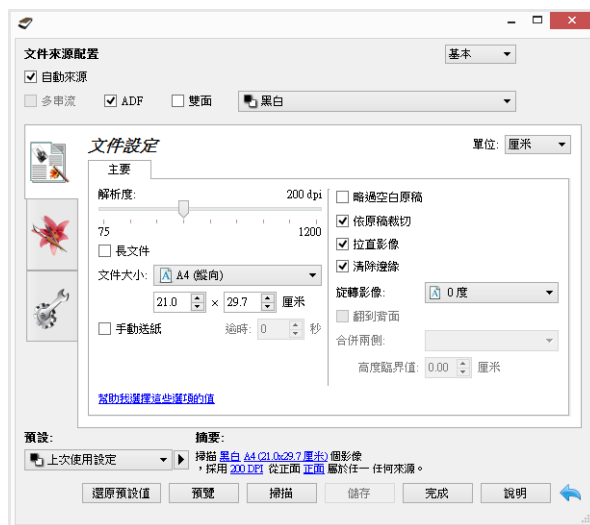 文件來源配置
基本
自動來源
多串流
ADF
雙面
黑白
文件設定
單位: 厘米
主要
解析度: 200 dpi
75 1200
長文件
文件大小: A4 (縱向)
21.0 × 29.7 厘米
手動送紙 逾時: 0 秒
幫助我選擇這些選項的值
略過空白原稿
依原稿裁切
拉直影像
清除邊緣
旋轉影像: 0 度
翻到背面
合併兩側:
高度臨界值: 0.00 厘米
預設:
上次使用設定
摘要:
掃描 黑白 A4 (21.0x29.7 厘米) 個影像
，採用 200 DPI 從正面 正面 屬於任一 任何來源。
還原預設值 預覽 掃描 儲存 完成 說明